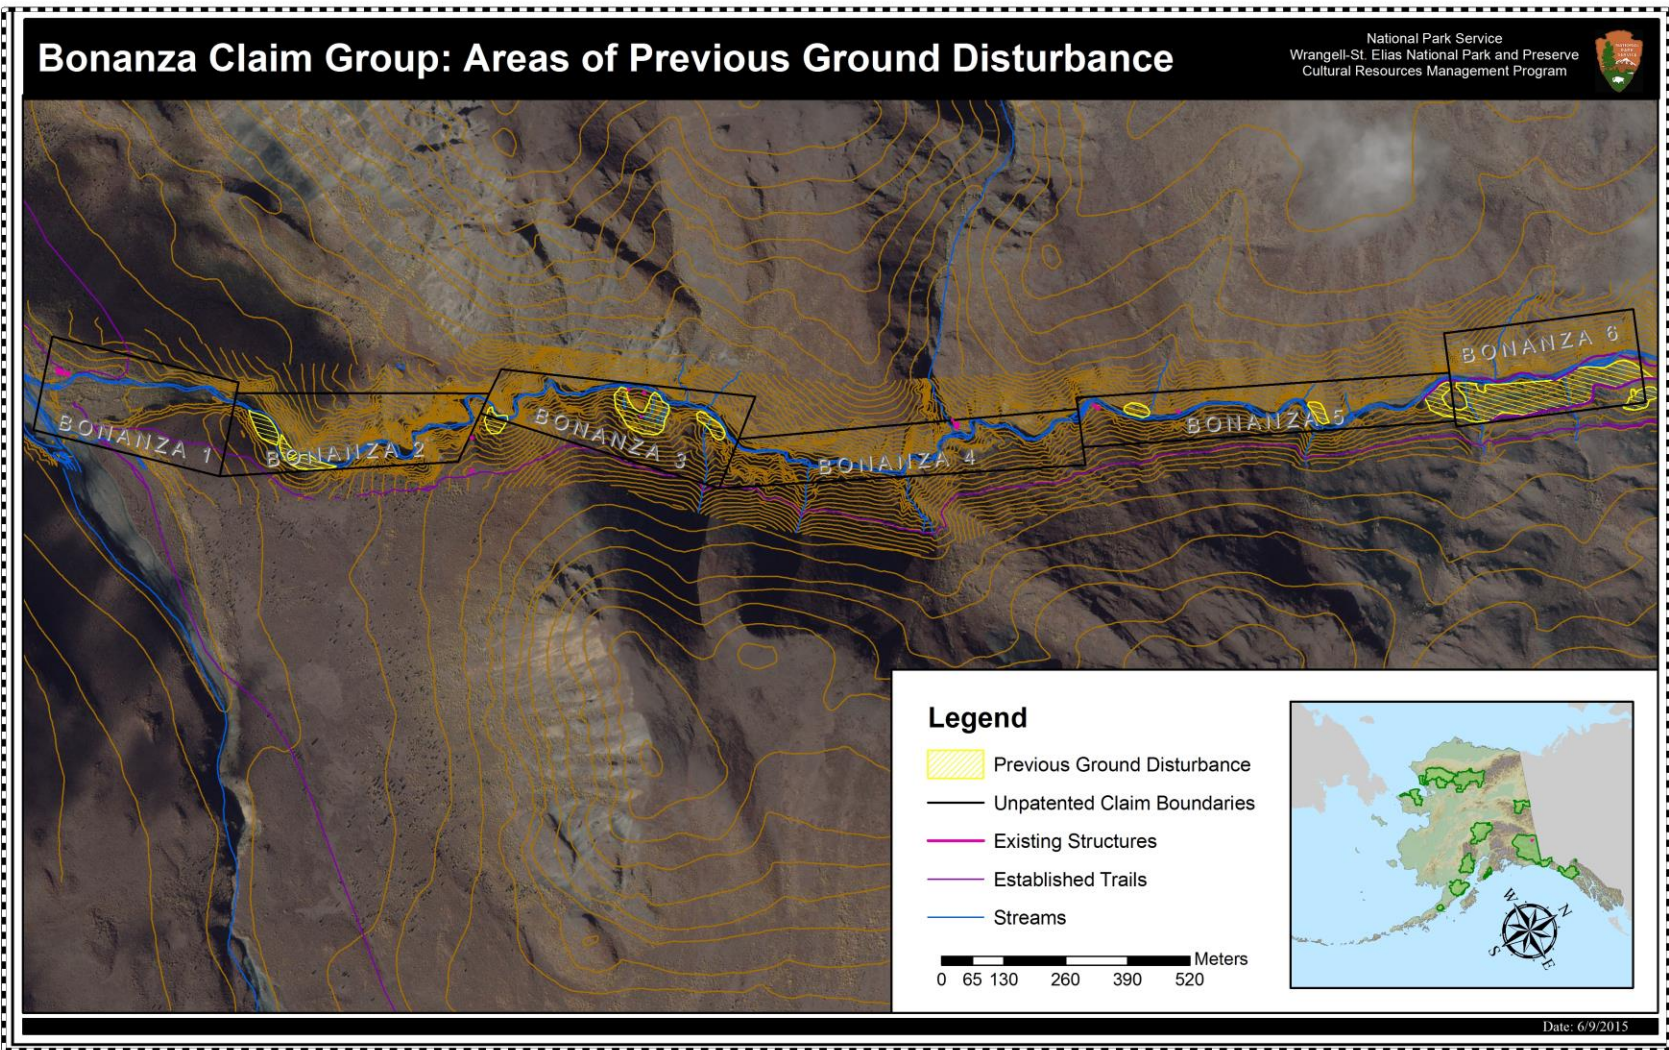 Bonanza Claim Group: Areas of Previous Ground Disturbance
National Park Service
Wrangell-St. Elias National Park and Preserve
Cultural Resources Management Program
NATIONAL
PARK
SERVICE
BONANZA 1
BONANZA 2
BONANZA 3
BONANZA 4
BONANZA 5
BONANZA 6
Legend
Previous Ground Disturbance
Unpatented Claim Boundaries
Existing Structures
Established Trails
Streams
Meters
0 65 130 260 390 520
W N
S E
Date: 6/9/2015